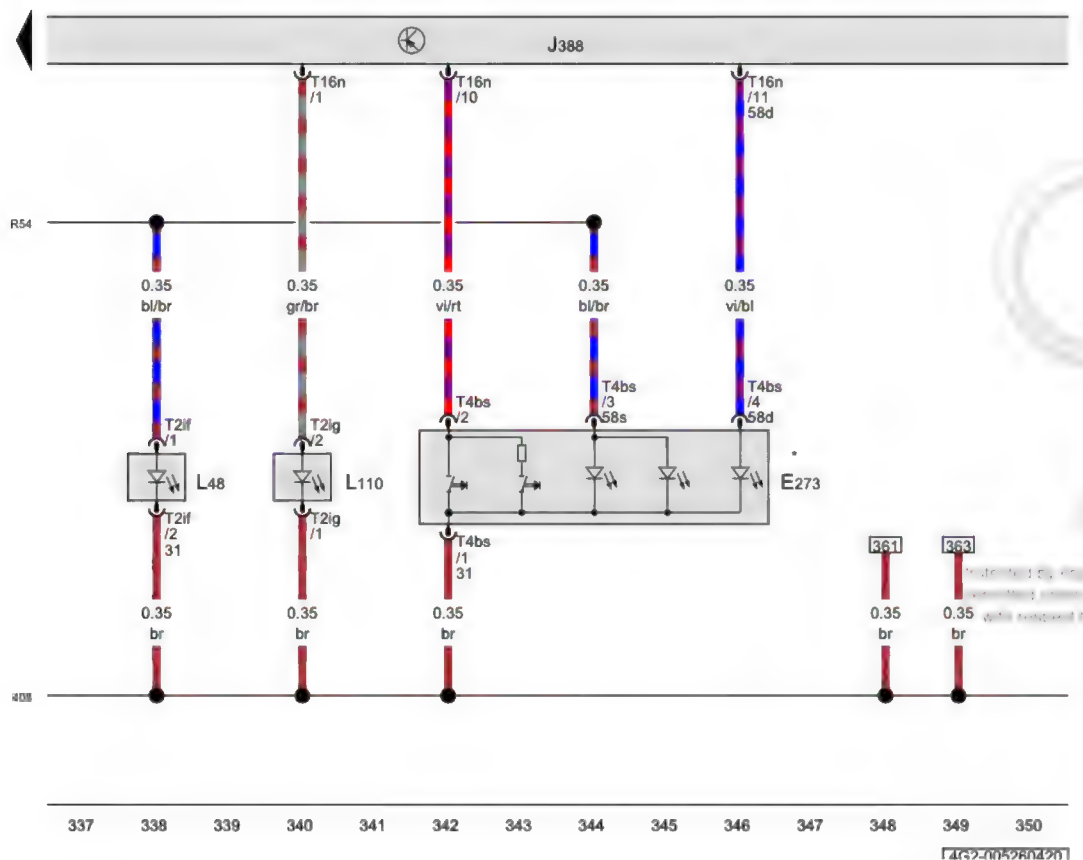 J388
T16n
/1
T16n
/10
T16n
/11
58d
R54
0.35
bl/br
0.35
gr/br
0.35
vi/rt
0.35
bl/br
0.35
vi/bl
T2if
/1
T2ig
/2
T4bs
/2
T4bs
/3
58s
T4bs
/4
58d
L48
L110
*
E273
T2if
/2
31
T2ig
/1
T4bs
/1
31
361
363
with respect
0.35
br
0.35
br
0.35
br
0.35
br
0.35
br
337 338 339 340 341 342 343 344 345 346 347 348 349 350
4G2-005260420